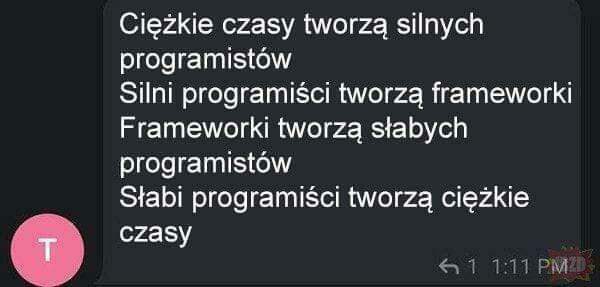 Ciężkie czasy tworzą silnych
programistów
Silni programiści tworzą frameworki
Frameworki tworzą słabych
programistów
Słabi programiści tworzą ciężkie
czasy
T
1 1:11 PM